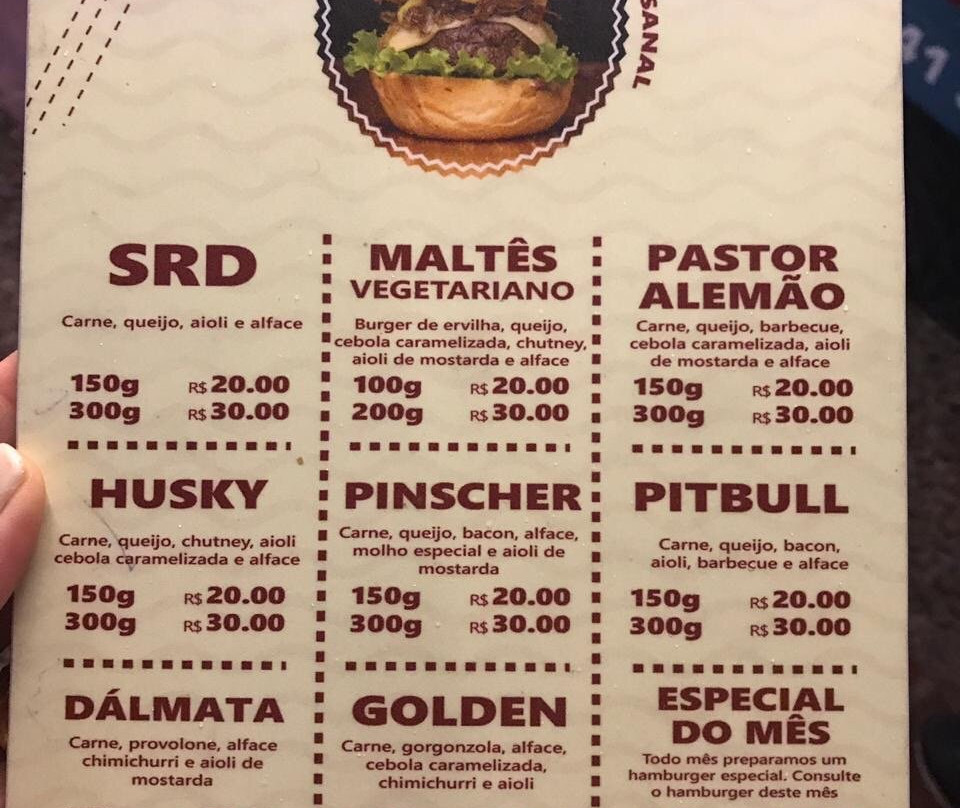 SANAL
41
SRD
Carne, queijo, aioli e alface
150g R$ 20.00
300g R$ 30.00
MALTÊS
VEGETARIANO
Burger de ervilha, queijo,
cebola caramelizada, chutney,
aioli de mostarda e alface
100g R$ 20.00
200g R$ 30.00
PASTOR
ALEMÃO
Carne, queijo, barbecue,
cebola caramelizada, aioli
de mostarda e alface
150g R$ 20.00
300g R$ 30.00
HUSKY
Carne, queijo, chutney, aioli
cebola caramelizada e alface
150g R$ 20.00
300g R$ 30.00
PINSCHER
Carne, queijo, bacon, alface,
molho especial e aioli de
mostarda
150g R$ 20.00
300g R$ 30.00
PITBULL
Carne, queijo, bacon,
aioli, barbecue e alface
150g R$ 20.00
300g R$ 30.00
DÁLMATA
Carne, provolone, alface
chimichurri e aioli de
mostarda
GOLDEN
Carne, gorgonzola, alface,
cebola caramelizada,
chimichurri e aioli
ESPECIAL
DO MÊS
Todo mês preparamos um
hamburger especial. Consulte
o hamburger deste mês